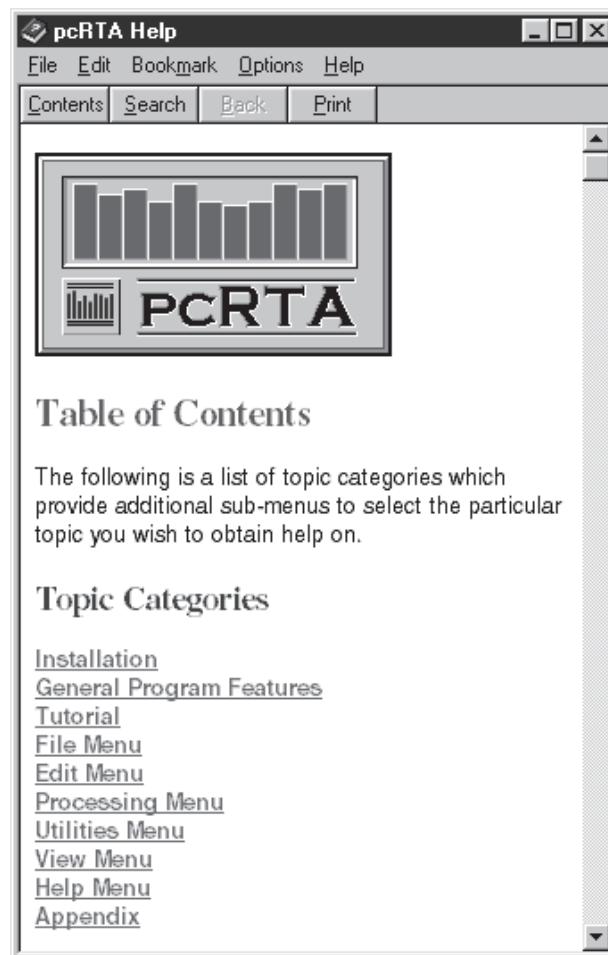 pcRTA Help
File Edit Bookmark Options Help
Contents Search Back Print
PCRTA
Table of Contents
The following is a list of topic categories which
provide additional sub-menus to select the particular
topic you wish to obtain help on.
Topic Categories
Installation
General Program Features
Tutorial
File Menu
Edit Menu
Processing Menu
Utilities Menu
View Menu
Help Menu
Appendix